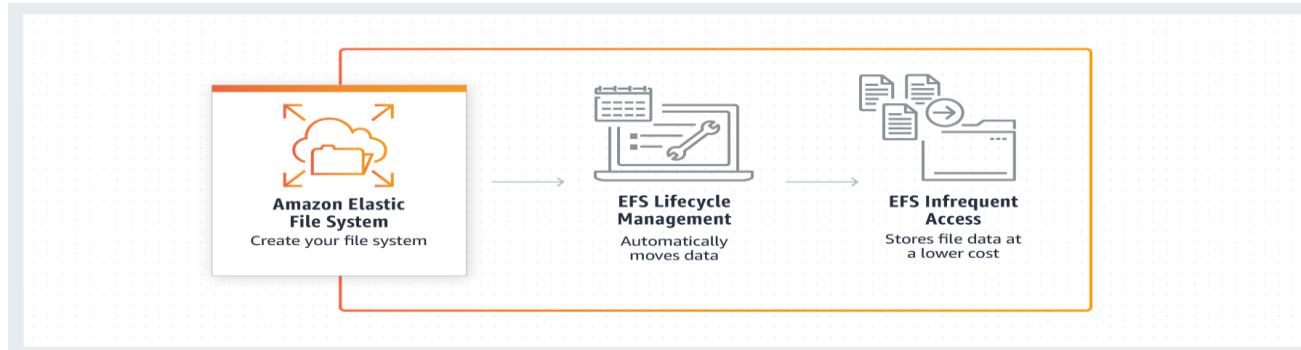 Amazon Elastic
File System
Create your file system
EFS Lifecycle
Management
Automatically
moves data
EFS Infrequent
Access
Stores file data at
a lower cost